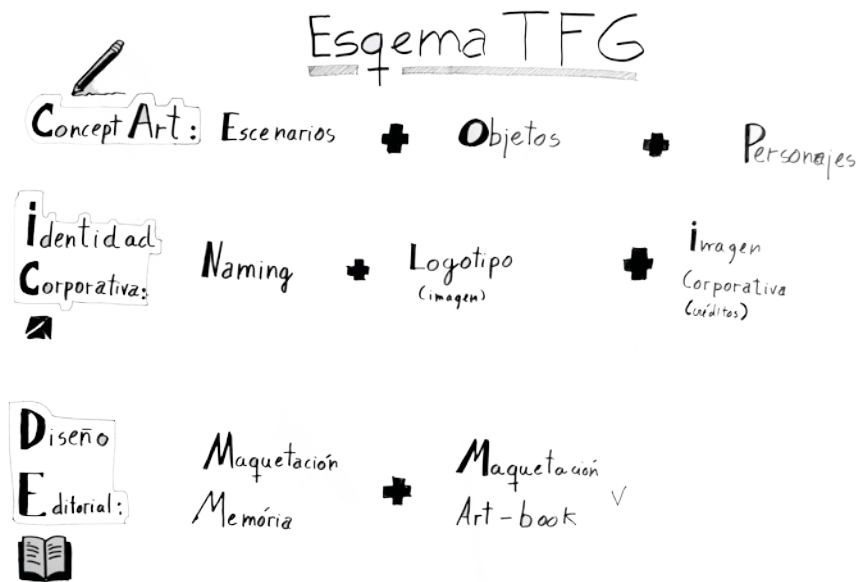 Esqema TFG
Concept Art: Escenarios + Objetos + Personajes
identidad Naming + Logotipo + imagen
Corporativa: (imagen) Corporativa
(créditos)
Diseño Maquetación + Maquetación
Editorial: Memória Art-book